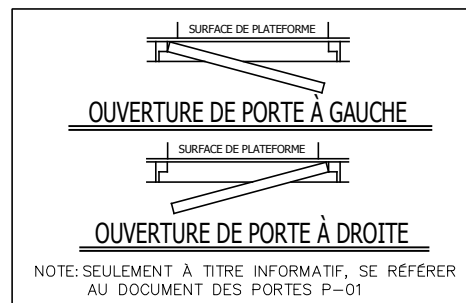 SURFACE DE PLATEFORME
OUVERTURE DE PORTE À GAUCHE
SURFACE DE PLATEFORME
OUVERTURE DE PORTE À DROITE
NOTE: SEULEMENT À TITRE INFORMATIF, SE RÉFÉRER
AU DOCUMENT DES PORTES P-01